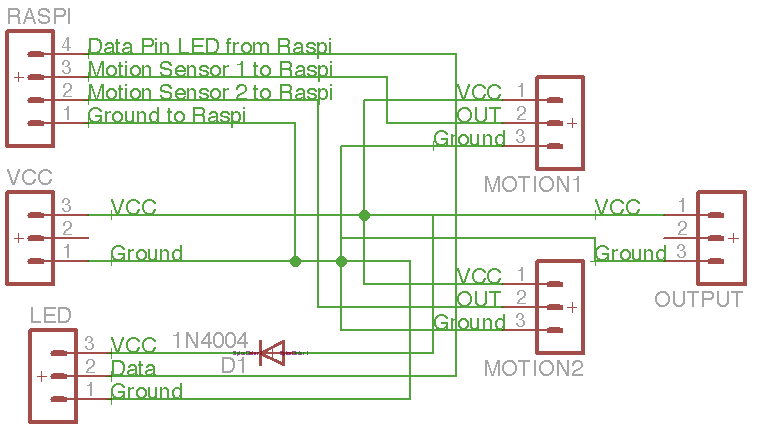 RASPI
4 Data Pin LED from Raspi
3 Motion Sensor 1 to Raspi
2 Motion Sensor 2 to Raspi
1 Ground to Raspi
VCC 1
OUT 2
Ground 3
MOTION1
VCC
3 VCC
2
1 Ground
VCC 1
2
Ground 3
OUTPUT
VCC 1
OUT 2
Ground 3
MOTION2
LED
3 VCC
2 Data
1 Ground
1N4004
D1